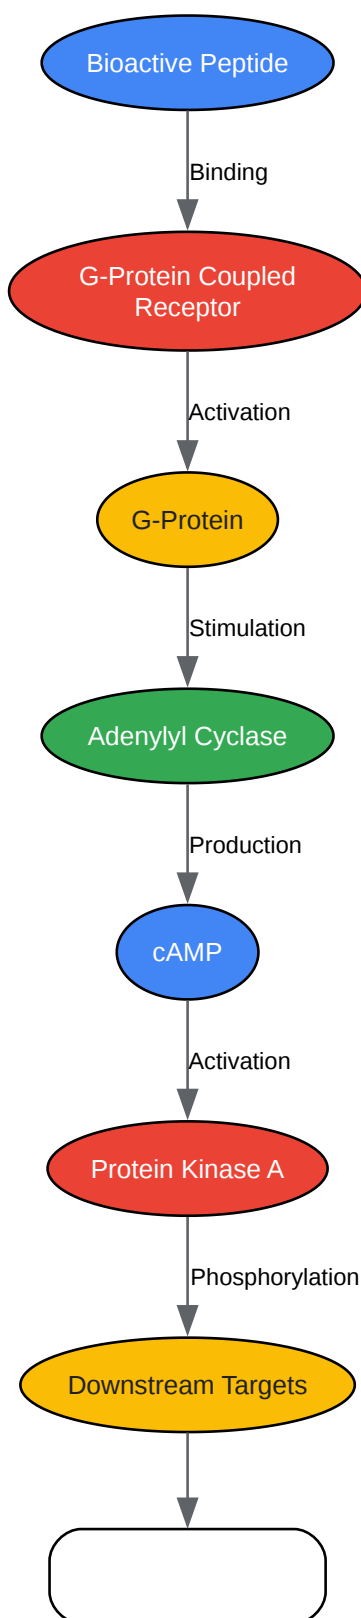 Bioactive Peptide
Binding
G-Protein Coupled
Receptor
Activation
G-Protein
Stimulation
Adenylyl Cyclase
Production
cAMP
Activation
Protein Kinase A
Phosphorylation
Downstream Targets